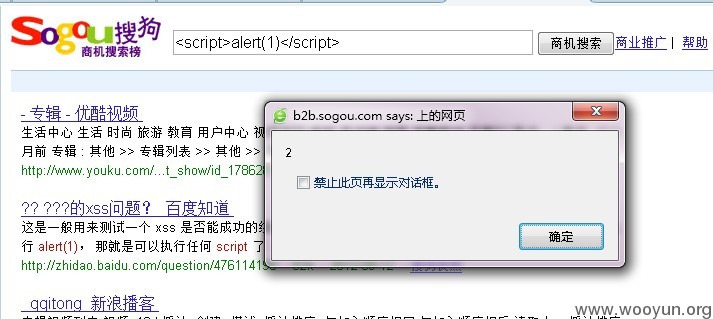 Sogou搜狗
商机搜索榜
<script>alert(1)</script>
商机搜索
商业推广 | 帮助
- 专辑 - 优酷视频
生活中心 生活 时尚 旅游 教育 用户中心 视
月前 专辑 : 其他 >> 专辑列表 >> 其他 >>
http://www.youku.com/...t_show/id_17862
b2b.sogou.com says: 上的网页
2
禁止此页再显示对话框。
确定
?? ???的xss问题? 百度知道
这是一般用来测试一个 xss 是否能成功的
行 alert(1)， 那就是可以执行任何 script 了
http://zhidao.baidu.com/question/4761141
qqitong 新浪播客
www.wooyun.org